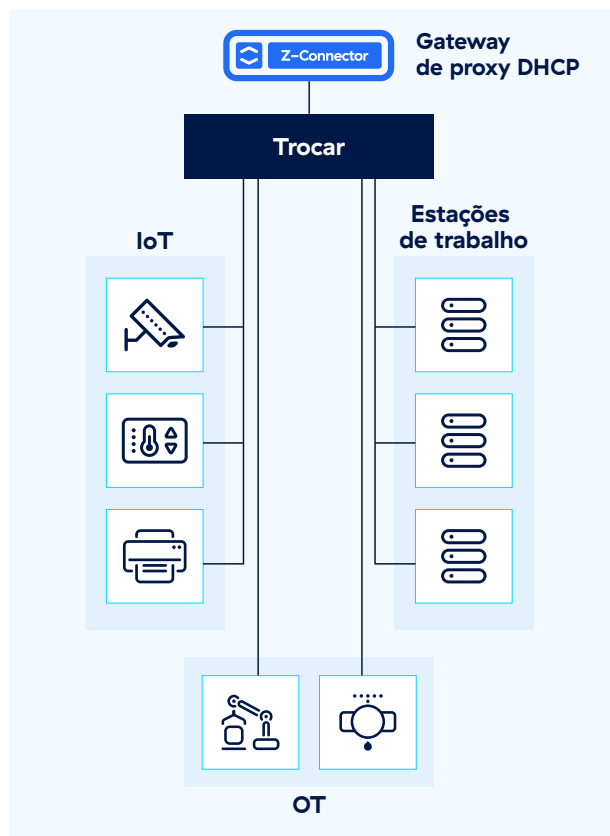 Z-Connector
Gateway
de proxy DHCP
Trocar
IoT
Estações
de trabalho
OT